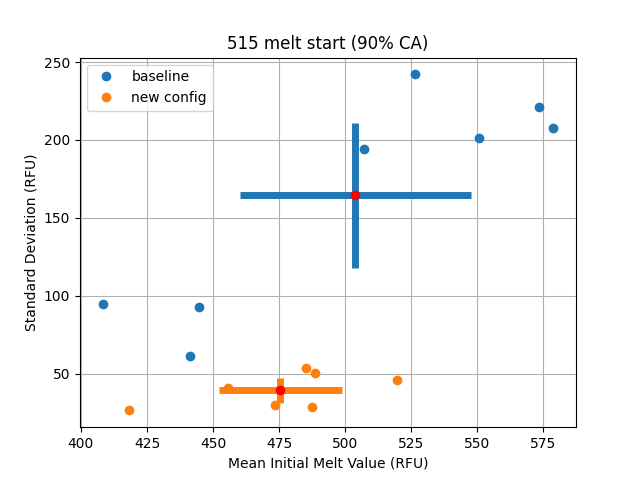 515 melt start (90% CA)
baseline
new config
Standard Deviation (RFU)
250
200
150
100
50
400 425 450 475 500 525 550 575
Mean Initial Melt Value (RFU)